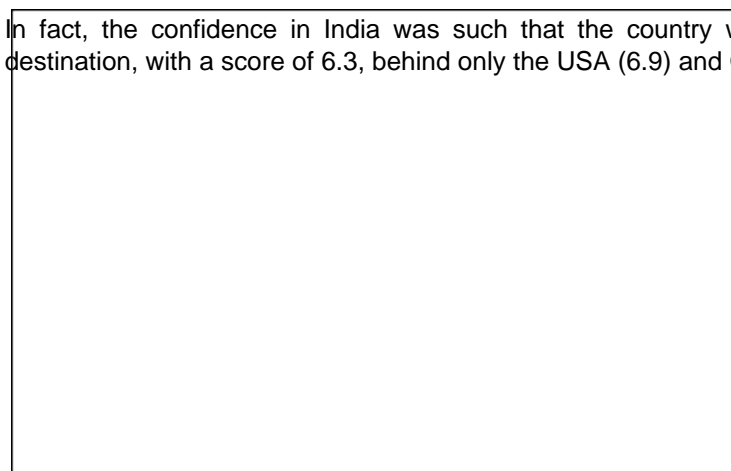 In fact, the confidence in India was such that the country
destination, with a score of 6.3, behind only the USA (6.9) and